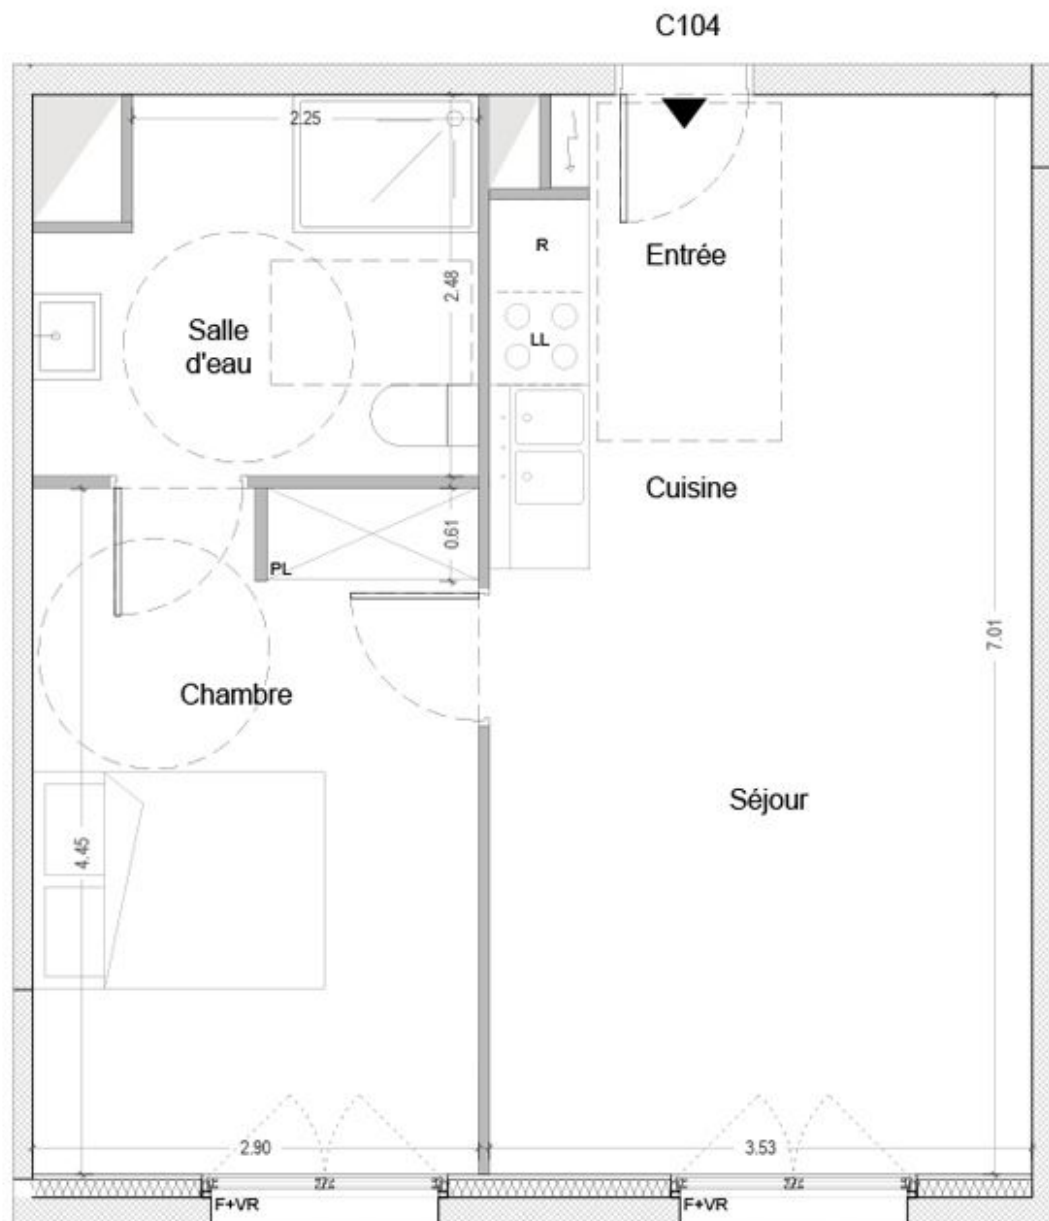 C104
2.25
Entrée
R
2.48
Salle
d'eau
LL
Cuisine
0.61
PL
7.01
Chambre
Séjour
4.45
2.90
3.53
F+VR
F+VR